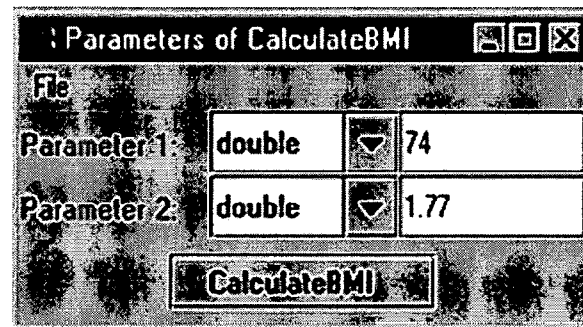 Parameters of CalculateBMI
File
Parameter 1: double 74
Parameter 2: double 1.77
CalculateBMI